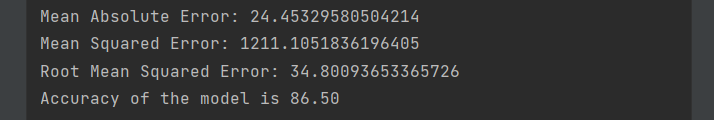 Mean Absolute Error: 24.45329580504214
Mean Squared Error: 1211.1051836196405
Root Mean Squared Error: 34.80093653365726
Accuracy of the model is 86.50